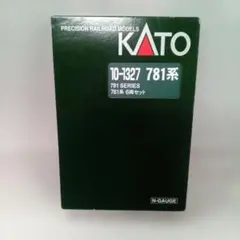 PRECISION RAILROAD MODELS
KATO
10-1327 781系
781 SERIES
781系 6両セット
N-GAUGE